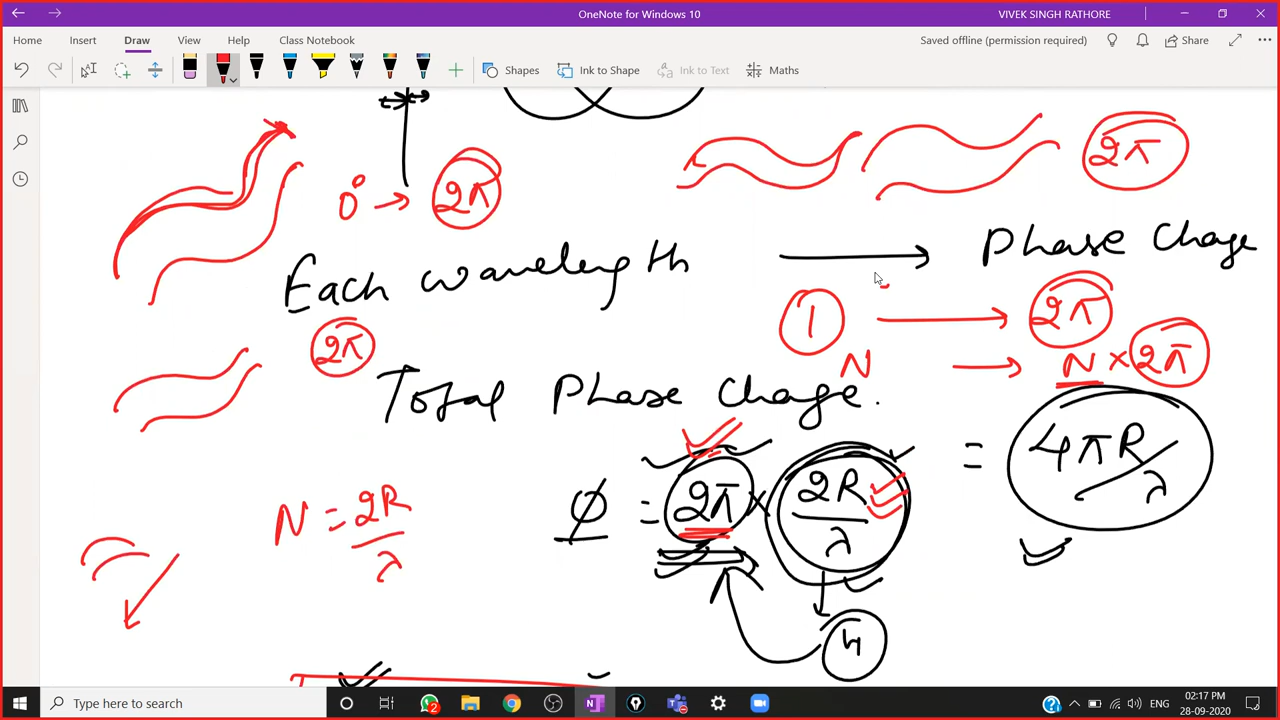 OneNote for Windows 10
VIVEK SINGH RATHORE
Home Insert Draw View Help Class Notebook
Saved offline (permission required)
Share
Shapes Ink to Shape Ink to Text Maths
2π
0° → 2π
Each wavelength → Phase Chage
1 → 2π
2π
N → N × 2π
Total Phase Chage.
φ = 2π × 2R/λ = 4πR/λ
N = 2R/λ
4
Type here to search
2
ENG
02:17 PM
28-09-2020